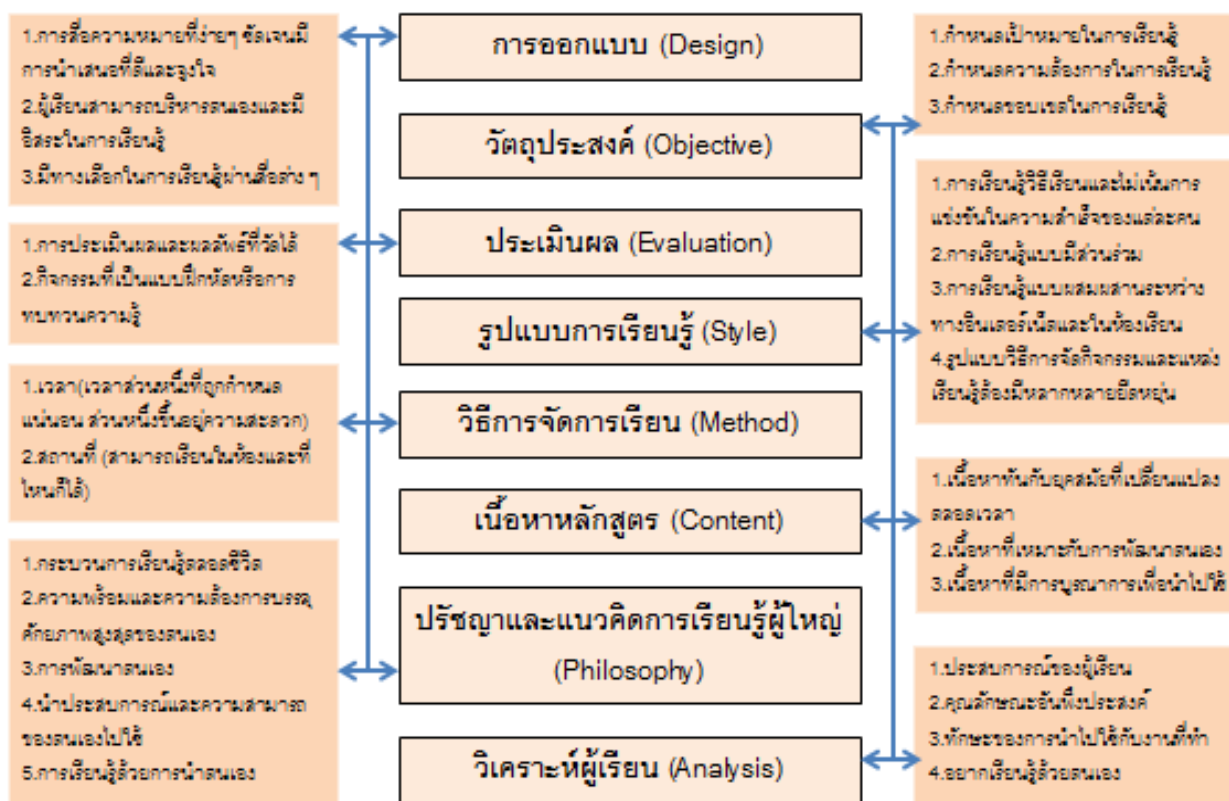 1.การสื่อความหมายที่ง่ายๆ ชัดเจนมี
การนำเสนอที่ดีและจูงใจ
2.ผู้เรียนสามารถบริหารตนเองและมี
อิสระในการเรียนรู้
3.มีทางเลือกในการเรียนรู้ผ่านสื่อต่าง ๆ
1.การประเมินผลและผลลัพธ์ที่วัดได้
2.กิจกรรมที่เป็นแบบฝึกหัดหรือการ
ทบทวนความรู้
1.เวลา(เวลาส่วนหนึ่งที่ถูกกำหนด
แน่นอน ส่วนหนึ่งขึ้นอยู่ความสะดวก)
2.สถานที่ (สามารถเรียนในห้องและที่
ไหนก็ได้)
1.กระบวนการเรียนรู้ตลอดชีวิต
2.ความพร้อมและความต้องการบรรลุ
ศักยภาพสูงสุดของตนเอง
3.การพัฒนาตนเอง
4.นำประสบการณ์และความสามารถ
ของตนเองไปใช้
5.การเรียนรู้ด้วยการนำตนเอง
การออกแบบ (Design)
วัตถุประสงค์ (Objective)
ประเมินผล (Evaluation)
รูปแบบการเรียนรู้ (Style)
วิธีการจัดการเรียน (Method)
เนื้อหาหลักสูตร (Content)
ปรัชญาและแนวคิดการเรียนรู้ผู้ใหญ่
(Philosophy)
วิเคราะห์ผู้เรียน (Analysis)
1.กำหนดเป้าหมายในการเรียนรู้
2.กำหนดความต้องการในการเรียนรู้
3.กำหนดขอบเขตในการเรียนรู้
1.การเรียนรู้วิธีเรียนและไม่เน้นการ
แข่งขันในความสำเร็จของแต่ละคน
2.การเรียนรู้แบบมีส่วนร่วม
3.การเรียนรู้แบบผสมผสานระหว่าง
ทางอินเตอร์เน็ตและในห้องเรียน
4.รูปแบบวิธีการจัดกิจกรรมและแหล่ง
เรียนรู้ต้องมีหลากหลายยืดหยุ่น
1.เนื้อหาทันกับยุคสมัยที่เปลี่ยนแปลง
ตลอดเวลา
2.เนื้อหาที่เหมาะกับการพัฒนาตนเอง
3.เนื้อหาที่มีการบูรณาการเพื่อนำไปใช้
1.ประสบการณ์ของผู้เรียน
2.คุณลักษณะอันพึงประสงค์
3.ทักษะของการนำไปใช้กับงานที่ทำ
4.อยากเรียนรู้ด้วยตนเอง